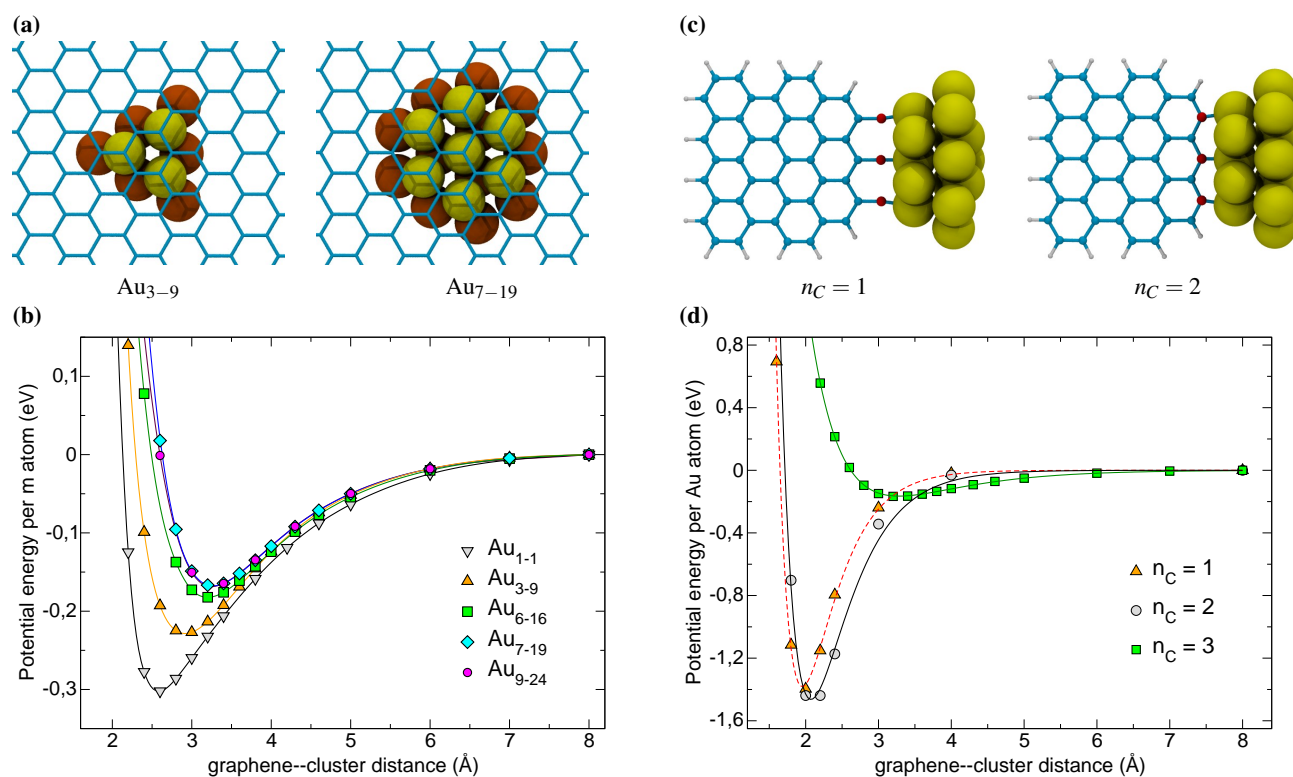 (a)
Au3−9
Au7−19
(b)
Potential energy per m atom (eV)
0,1
0
-0,1
-0,2
-0,3
Au1-1
Au3-9
Au6-16
Au7-19
Au9-24
2 3 4 5 6 7 8
graphene--cluster distance (Å)
(c)
nC = 1
nC = 2
(d)
Potential energy per Au atom (eV)
0,8
0,4
0
-0,4
-0,8
-1,2
-1,6
nC = 1
nC = 2
nC = 3
2 3 4 5 6 7 8
graphene--cluster distance (Å)